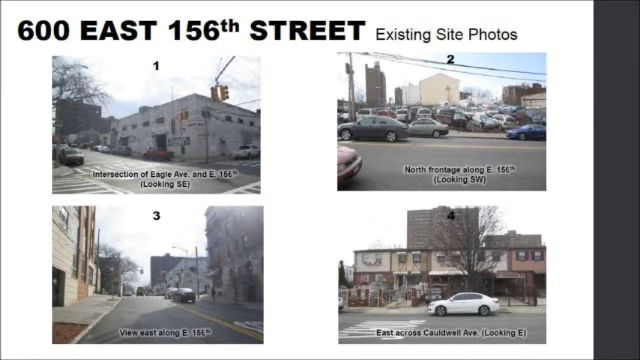 600 EAST 156th STREET Existing Site Photos
1
Intersection of Eagle Ave. and E. 156th
(Looking SE)
2
North frontage along E. 156th
(Looking SW)
3
View east along E. 156th
4
East across Cauldwell Ave. (Looking E)